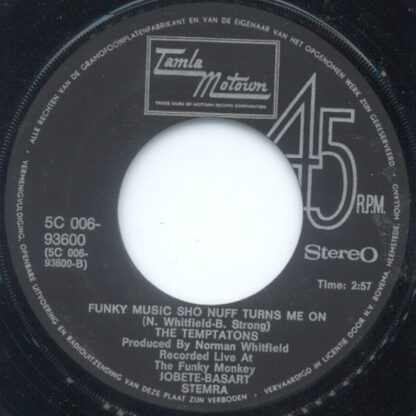 ALLE RECHTEN VAN DE GRAMOFOONPLATENFABRIKANT EN VAN DE EIGENAAR VAN HET OPGENOMEN WERK ZIJN GERESERVEERD
Tamla
Motown
TRADE MARK OF MOTOWN RECORD CORPORATION
45
R.P.M.
5C 006-
93600
(5C 006-
93600-B)
Stereo
Time: 2:57
FUNKY MUSIC SHO NUFF TURNS ME ON
(N. Whitfield-B. Strong)
THE TEMPTATONS
Produced By Norman Whitfield
Recorded Live At
The Funky Monkey
JOBETE-BASART
STEMRA
VERMENGVULDIGING, OPENBARE UITVOERING EN RADIOUITZENDING VAN DEZE PLAAT ZIJN VERBODEN
VERVAARDIGD IN LICENTIE DOOR N.V. BOVEMA, HEEMSTEDE, HOLLAND